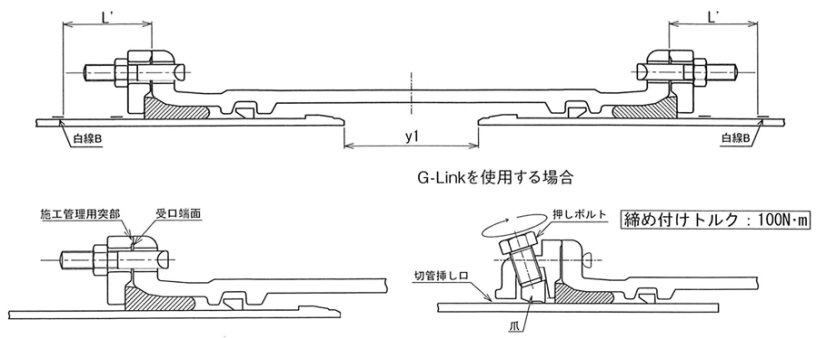 L'
L'
白線B
y1
白線B
G-Linkを使用する場合
施工管理用突部
受口端面
押しボルト
締め付けトルク：100N·m
切管挿し口
爪